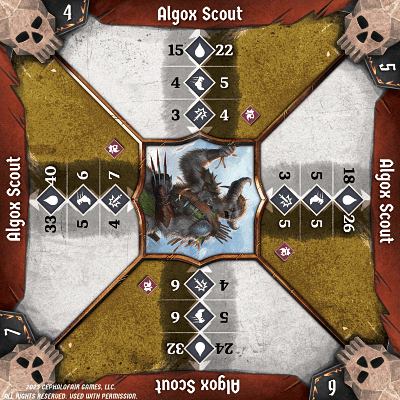 4
Algox Scout
15 22
4 5
3 4
5
Algox Scout
18 26
5 5
3 5
6
Algox Scout
24 32
5 6
4 6
7
Algox Scout
33 40
5 6
4 7
2023 CEPHALOFAIR GAMES, LLC.
ALL RIGHTS RESERVED. USED WITH PERMISSION.